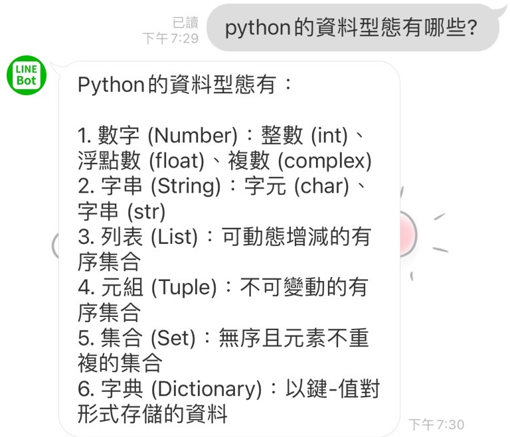 已讀
下午7:29
python的資料型態有哪些?
LINE
Bot
Python的資料型態有：
1. 數字 (Number)：整數 (int)、
浮點數 (float)、複數 (complex)
2. 字串 (String)：字元 (char)、
字串 (str)
3. 列表 (List)：可動態增減的有
序集合
4. 元組 (Tuple)：不可變動的有
序集合
5. 集合 (Set)：無序且元素不重
複的集合
6. 字典 (Dictionary)：以鍵-值對
形式存儲的資料
下午7:30